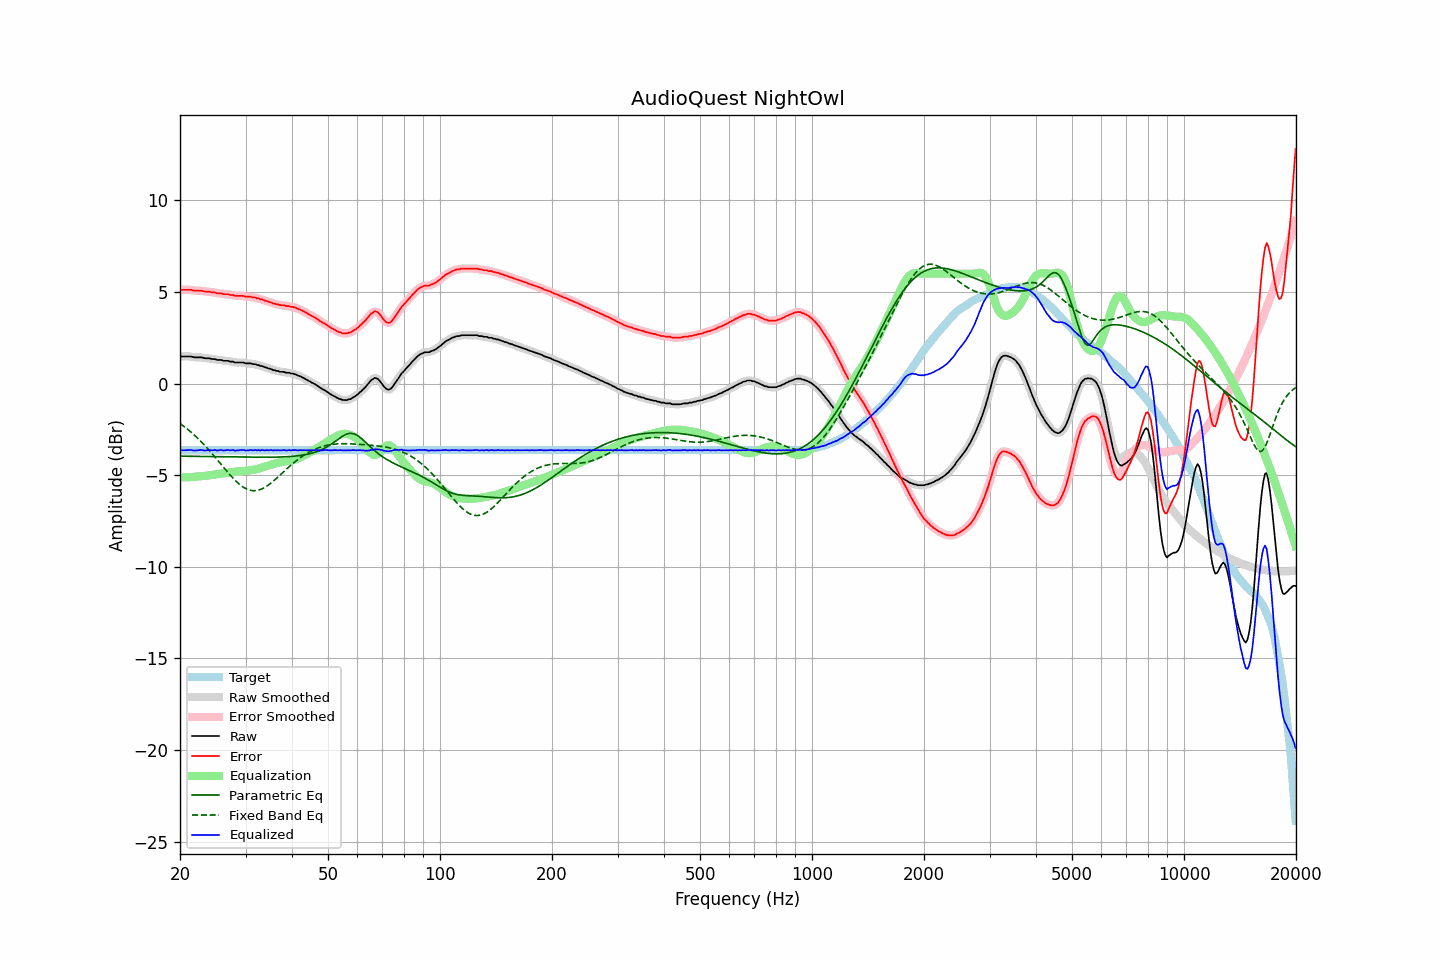 AudioQuest NightOwl
Amplitude (dBr)
10
5
0
−5
−10
−15
−20
−25
Target
Raw Smoothed
Error Smoothed
Raw
Error
Equalization
Parametric Eq
Fixed Band Eq
Equalized
20 50 100 200 500 1000 2000 5000 10000 20000
Frequency (Hz)